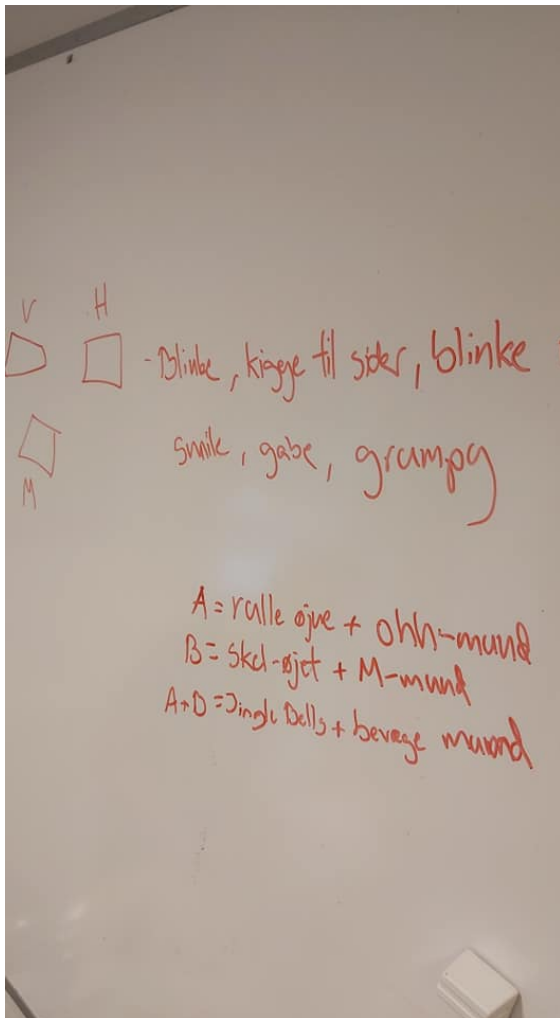 V H
- Blinke, kigge til sider, blinke
M
smile, gabe, grumpy
A = rulle øjne + ohh-mund
B = Skel-øjet + M-mund
A+B = Jingle Bells + bevæge mund